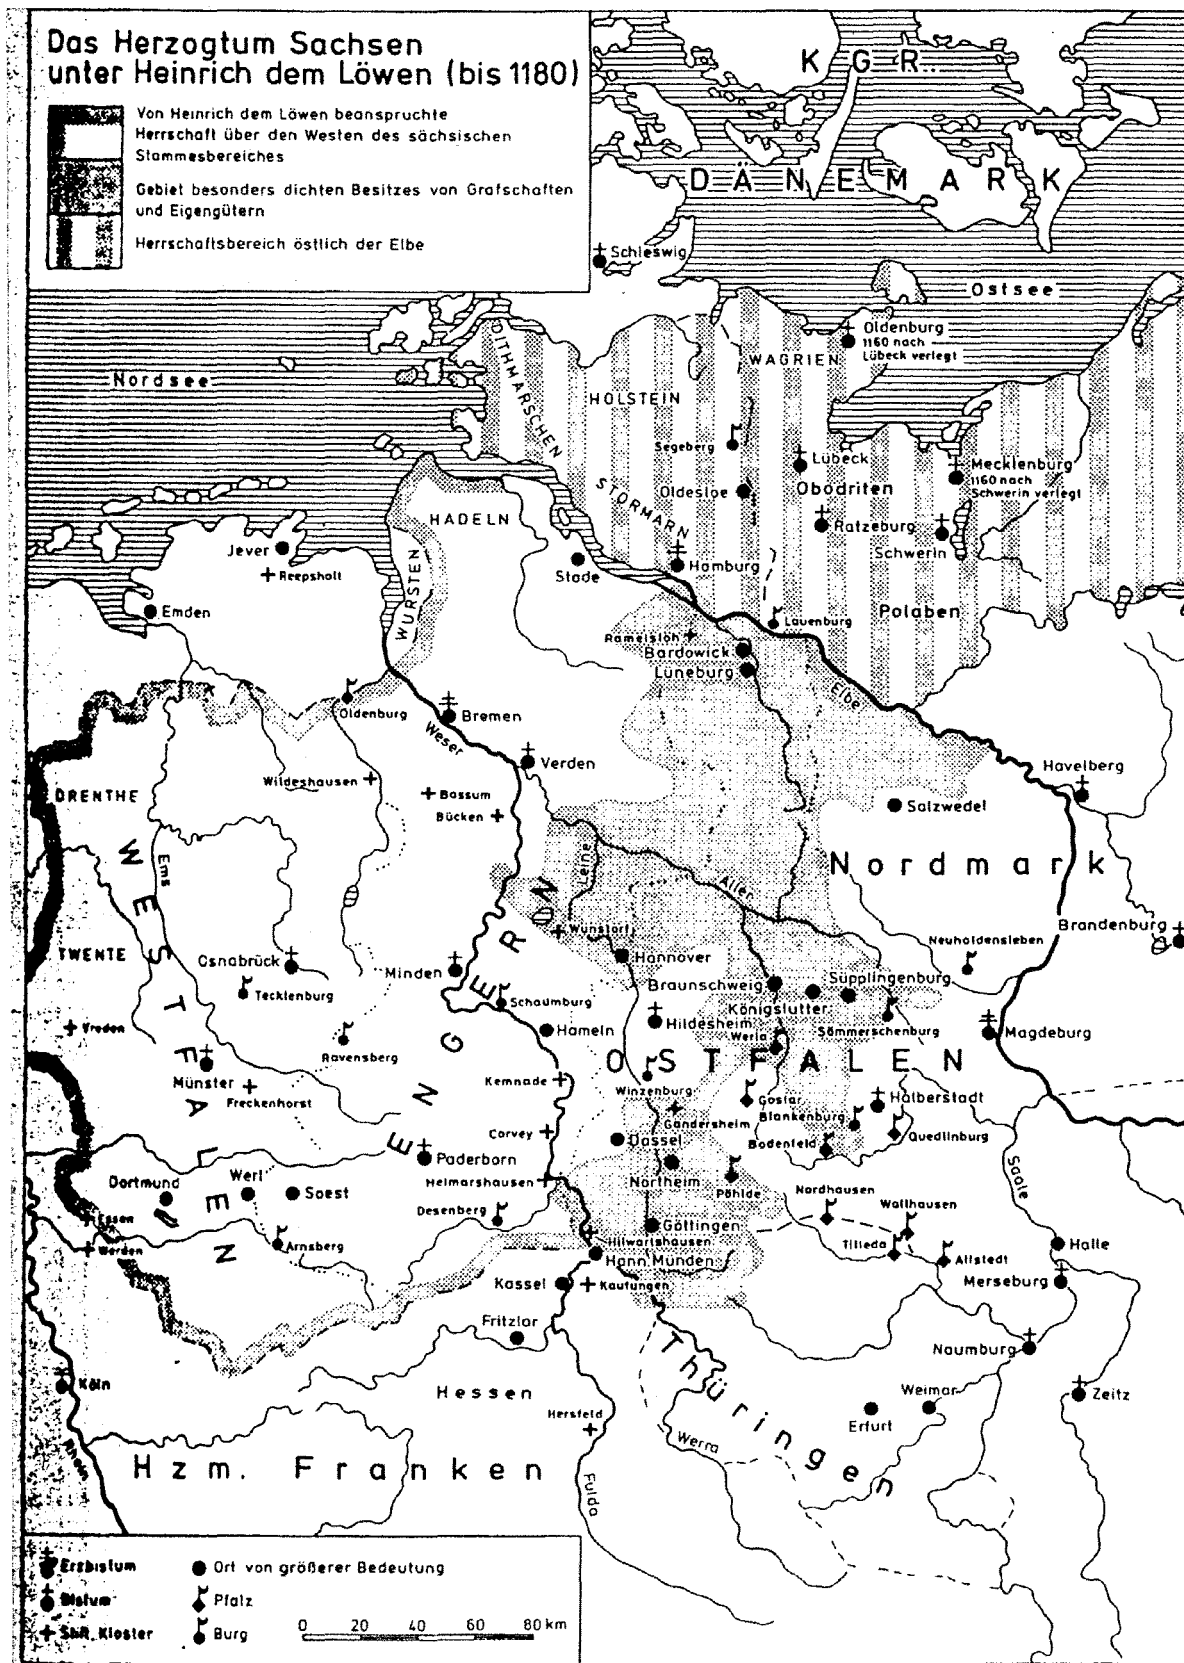 Das Herzogtum Sachsen
unter Heinrich dem Löwen (bis 1180)
Von Heinrich dem Löwen beanspruchte
Herrschaft über den Westen des sächsischen
Stammesbereiches
Gebiet besonders dichten Besitzes von Grafschaften
und Eigengütern
Herrschaftsbereich östlich der Elbe
KGR.
DÄNEMARK
Schleswig
Ostsee
Oldenburg
1160 nach
Lübeck verlegt
DITHMARSCHEN
WAGRIEN
Nordsee
HOLSTEIN
Segeberg
Lübeck
Mecklenburg
1160 nach
Schwerin verlegt
Oldesloe
Obodriten
STORMARN
HADELN
Ratzeburg
Schwerin
Jever
Reepsholt
Stade
Hamburg
WURSTEN
Emden
Polaben
Lauenburg
Ramelsloh
Bardowick
Lüneburg
Elbe
Oldenburg
Bremen
Weser
Verden
Havelberg
Wildeshausen
DRENTHE
Bassum
Bücken
Salzwedel
WESTFALEN
Ems
Leine
Nordmark
Aller
ENGERN
Wunstorf
Brandenburg
TWENTE
Osnabrück
Minden
Hannover
Neuholdensleben
Tecklenburg
Schaumburg
Braunschweig
Süpplingenburg
Königslutter
Vreden
Hameln
Hildesheim
Werla
Sömmerschenburg
Magdeburg
Ravensberg
OSTFALEN
Münster
Freckenhorst
Kemnade
Winzenburg
Goslar
Blankenburg
Halberstadt
Gandersheim
Corvey
Dassel
Bodenfeld
Quedlinburg
Paderborn
Saale
Helmarshausen
Northeim
Pöhlde
Dortmund
Werl
Soest
Nordhausen
Wallhausen
Essen
Desenberg
Göttingen
Hilwartshausen
Werden
Arnsberg
Hann.Münden
Tilleda
Allstedt
Halle
Kassel
Kaufungen
Merseburg
Fritzlar
Naumburg
Köln
Hessen
Thüringen
Weimar
Zeitz
Hersfeld
Erfurt
Rhein
Werra
Hzm. Franken
Fulda
Erzbistum
Bistum
Stift, Kloster
Ort von größerer Bedeutung
Pfalz
Burg
0 20 40 60 80 km